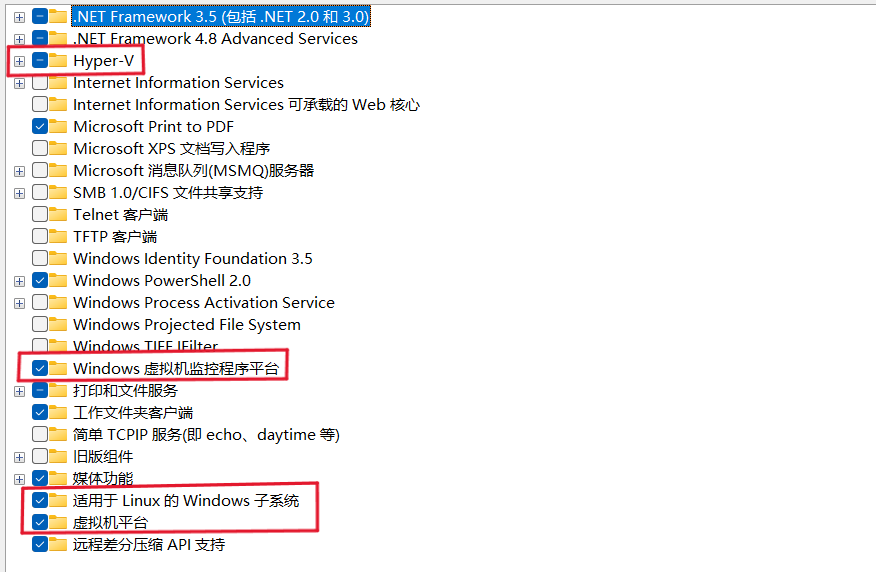 .NET Framework 3.5 (包括 .NET 2.0 和 3.0)
.NET Framework 4.8 Advanced Services
Hyper-V
Internet Information Services
Internet Information Services 可承载的 Web 核心
Microsoft Print to PDF
Microsoft XPS 文档写入程序
Microsoft 消息队列(MSMQ)服务器
SMB 1.0/CIFS 文件共享支持
Telnet 客户端
TFTP 客户端
Windows Identity Foundation 3.5
Windows PowerShell 2.0
Windows Process Activation Service
Windows Projected File System
Windows TIFF IFilter
Windows 虚拟机监控程序平台
打印和文件服务
工作文件夹客户端
简单 TCPIP 服务(即 echo、daytime 等)
旧版组件
媒体功能
适用于 Linux 的 Windows 子系统
虚拟机平台
远程差分压缩 API 支持